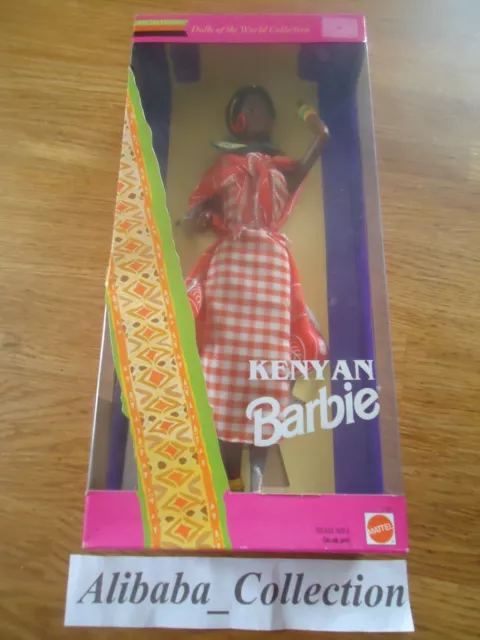 Dolls of the World Collection
KENYAN
Barbie
MATTEL
Alibaba_Collection